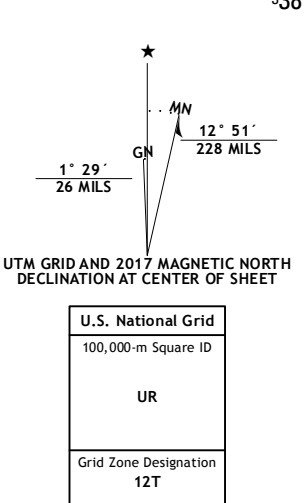 ⁵38
★
MN
GN
12° 51´
228 MILS
1° 29´
26 MILS
UTM GRID AND 2017 MAGNETIC NORTH
DECLINATION AT CENTER OF SHEET
U.S. National Grid
100,000-m Square ID
UR
Grid Zone Designation
12T